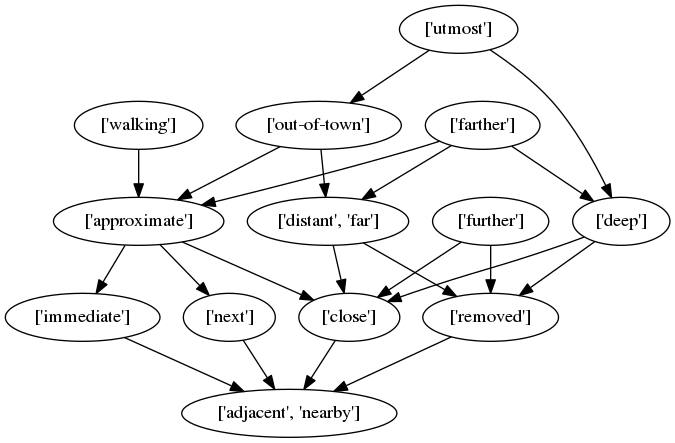 ['utmost']
['walking']
['out-of-town']
['farther']
['approximate']
['distant', 'far']
['further']
['deep']
['immediate']
['next']
['close']
['removed']
['adjacent', 'nearby']